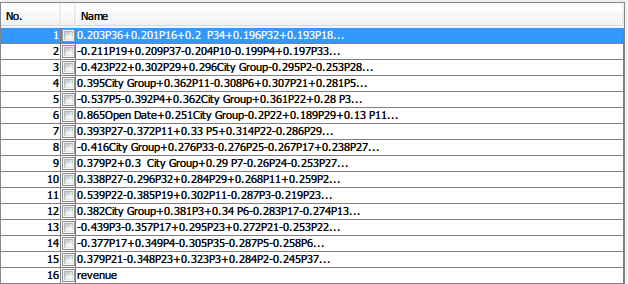 No. Name
1 0.203P36+0.201P16+0.2 P34+0.196P32+0.193P18...
2 -0.211P19+0.209P37-0.204P10-0.199P4+0.197P33...
3 -0.423P22+0.302P29+0.296City Group-0.295P2-0.253P28...
4 0.395City Group+0.362P11-0.308P6+0.307P21+0.281P5...
5 -0.537P5-0.392P4+0.362City Group+0.361P22+0.28 P3...
6 0.865Open Date+0.251City Group-0.2P22+0.189P29+0.13 P11...
7 0.393P27-0.372P11+0.33 P5+0.314P22-0.286P29...
8 -0.416City Group+0.276P33-0.276P25-0.267P17+0.238P27...
9 0.379P2+0.3 City Group+0.29 P7-0.26P24-0.253P27...
10 0.338P27-0.296P32+0.284P29+0.268P11+0.259P2...
11 0.539P22-0.385P19+0.302P11-0.287P3-0.219P23...
12 0.382City Group+0.381P3+0.34 P6-0.283P17-0.274P13...
13 -0.439P3-0.357P17+0.295P23+0.272P21-0.253P22...
14 -0.377P17+0.349P4-0.305P35-0.287P5-0.258P6...
15 0.379P21-0.348P23+0.323P3+0.284P2-0.245P37...
16 revenue